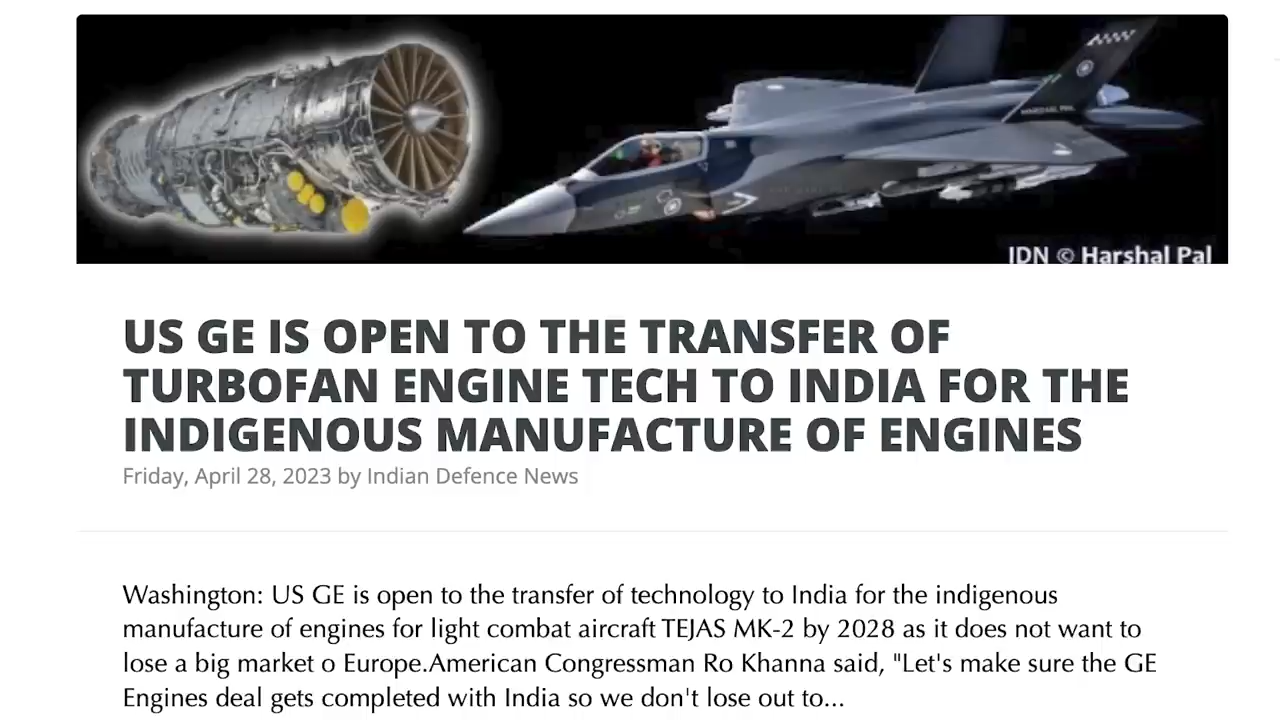 HARSHAL PAL
IDN © Harshal Pal
US GE IS OPEN TO THE TRANSFER OF
TURBOFAN ENGINE TECH TO INDIA FOR THE
INDIGENOUS MANUFACTURE OF ENGINES
Friday, April 28, 2023 by Indian Defence News
Washington: US GE is open to the transfer of technology to India for the indigenous
manufacture of engines for light combat aircraft TEJAS MK-2 by 2028 as it does not want to
lose a big market o Europe.American Congressman Ro Khanna said, "Let's make sure the GE
Engines deal gets completed with India so we don't lose out to...